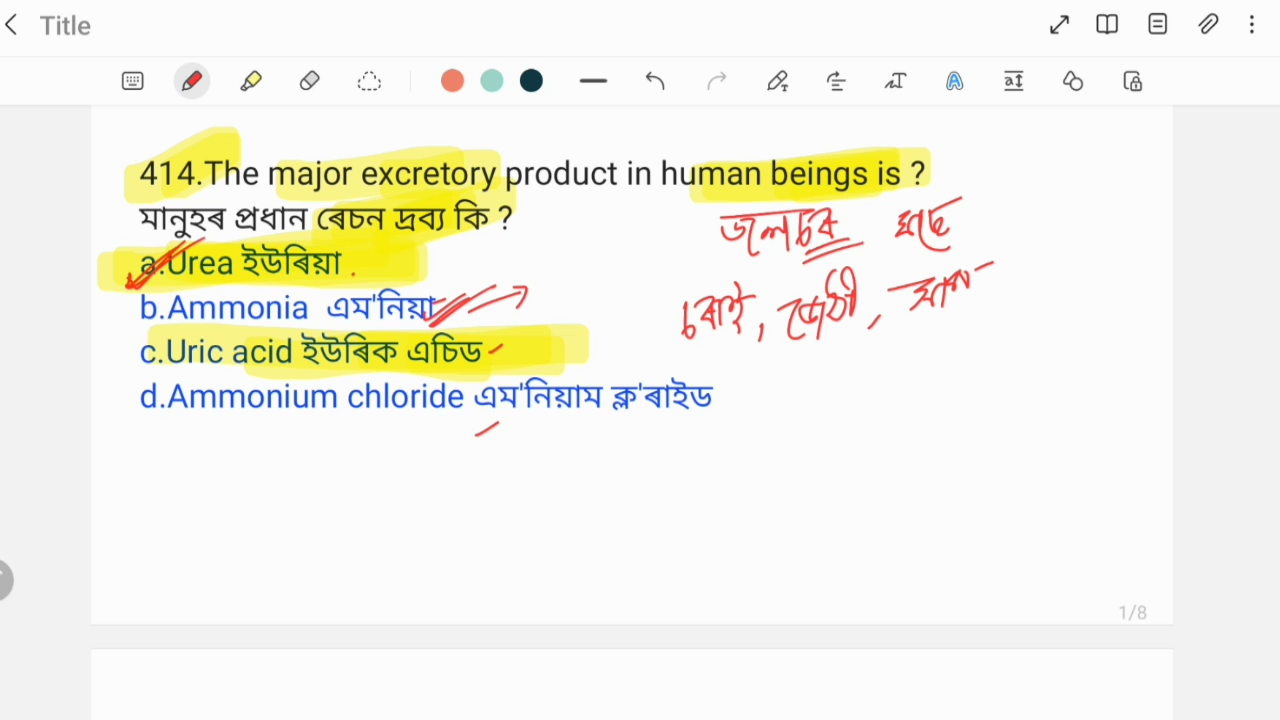 Title
414.The major excretory product in human beings is ?
মানুহৰ প্ৰধান ৰেচন দ্ৰব্য কি ?
a.Urea ইউৰিয়া
b.Ammonia এম'নিয়া
c.Uric acid ইউৰিক এচিড
d.Ammonium chloride এম'নিয়াম ক্ল'ৰাইড
জলচৰ
চৰাই, জেঠী,
1/8